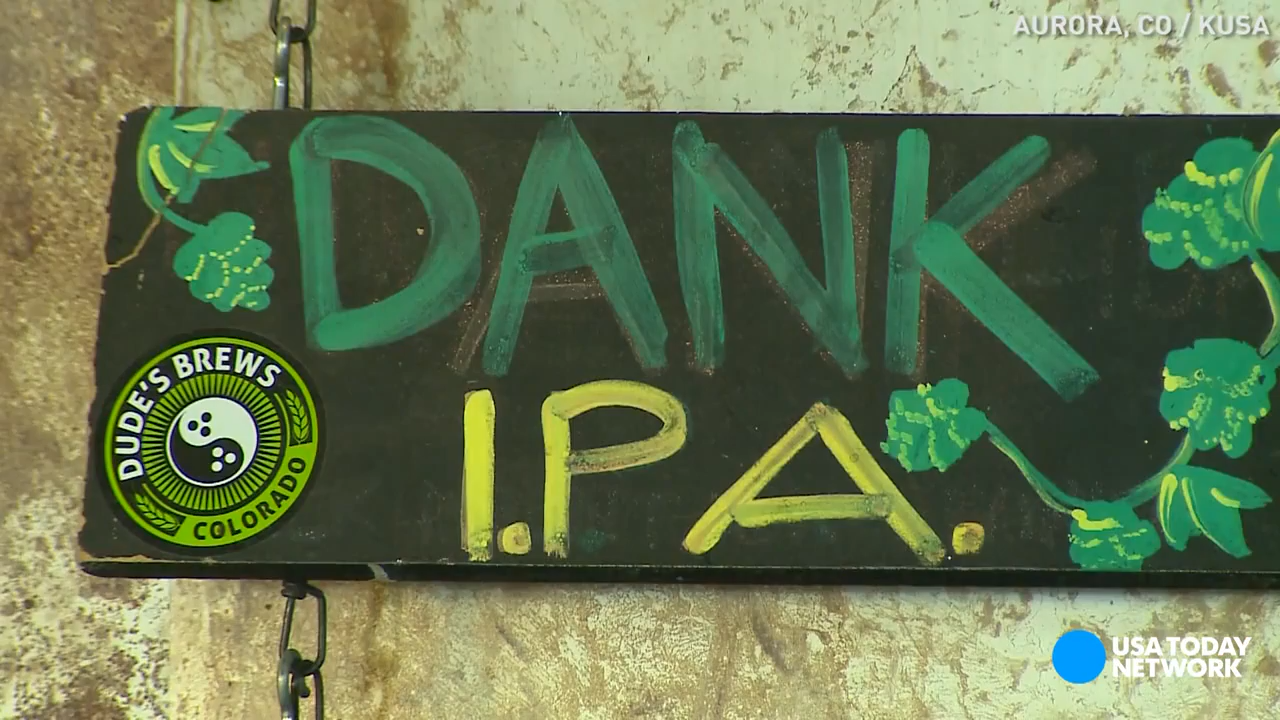 AURORA, CO / KUSA
DANK
I.P.A.
DUDE'S BREWS
COLORADO
USA TODAY
NETWORK